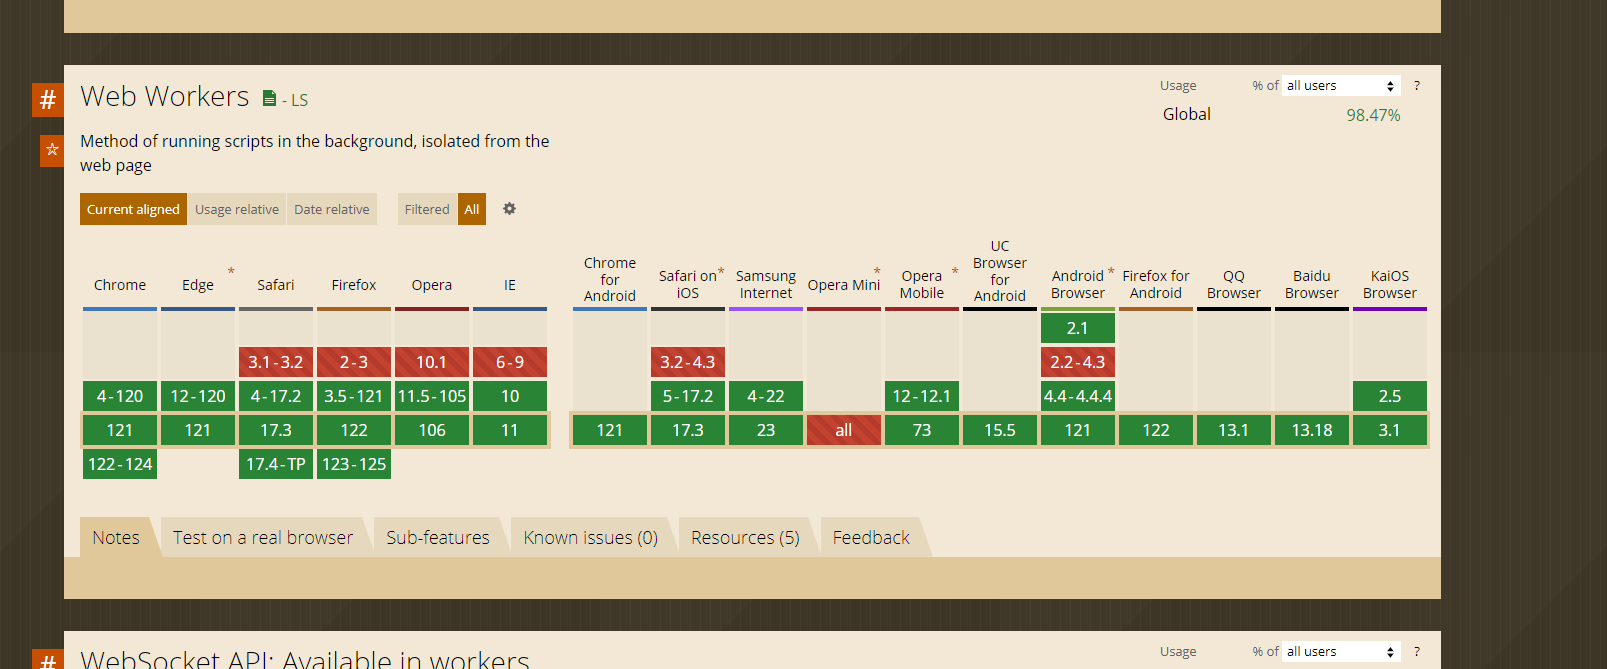 #
Web Workers - LS
Usage % of all users ?
Global 98.47%
☆
Method of running scripts in the background, isolated from the
web page
Current aligned Usage relative Date relative Filtered All
Chrome Edge * Safari Firefox Opera IE Chrome for Android Safari on iOS * Samsung Internet Opera Mini * Opera Mobile * UC Browser for Android Android Browser * Firefox for Android QQ Browser Baidu Browser KaiOS Browser
2.1
3.1-3.2 2-3 10.1 6-9 3.2-4.3 2.2-4.3
4-120 12-120 4-17.2 3.5-121 11.5-105 10 5-17.2 4-22 12-12.1 4.4-4.4.4 2.5
121 121 17.3 122 106 11 121 17.3 23 all 73 15.5 121 122 13.1 13.18 3.1
122-124 17.4-TP 123-125
Notes Test on a real browser Sub-features Known issues (0) Resources (5) Feedback
#
WebSocket API: Available in workers
Usage % of all users ?